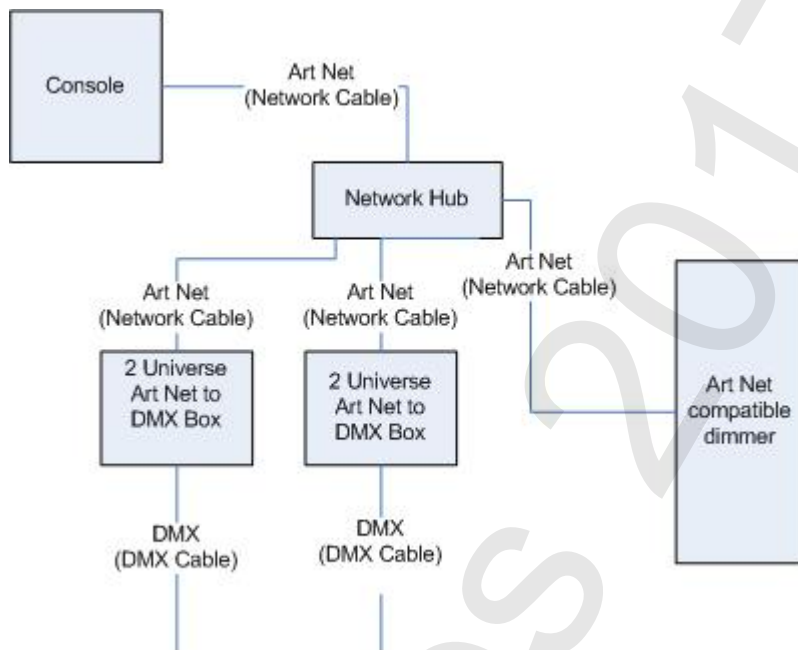 Console
Art Net
(Network Cable)
Network Hub
Art Net
(Network Cable)
Art Net
(Network Cable)
Art Net
(Network Cable)
2 Universe
Art Net to
DMX Box
2 Universe
Art Net to
DMX Box
Art Net
compatible
dimmer
DMX
(DMX Cable)
DMX
(DMX Cable)